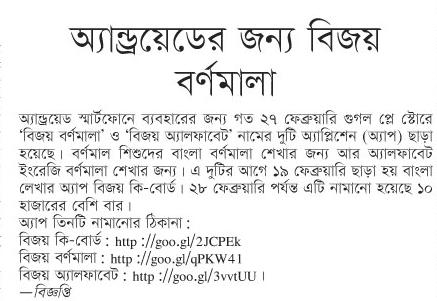 অ্যান্ড্রয়েডের জন্য বিজয়
বর্ণমালা
অ্যান্ড্রয়েড স্মার্টফোনে ব্যবহারের জন্য গত ২৭ ফেব্রুয়ারি গুগল প্লে স্টোরে
‘বিজয় বর্ণমালা’ ও ‘বিজয় অ্যালফাবেট’ নামের দুটি অ্যাপ্লিশেন (অ্যাপ) ছাড়া
হয়েছে। বর্ণমাল শিশুদের বাংলা বর্ণমালা শেখার জন্য আর অ্যালফাবেট
ইংরেজি বর্ণমালা শেখার জন্য। এ দুটির আগে ১৯ ফেব্রুয়ারি ছাড়া হয় বাংলা
লেখার অ্যাপ বিজয় কি-বোর্ড। ২৮ ফেব্রুয়ারি পর্যন্ত এটি নামানো হয়েছে ১০
হাজারের বেশি বার।
অ্যাপ তিনটি নামানোর ঠিকানা :
বিজয় কি-বোর্ড : http ://goo.gl/2JCPEk
বিজয় বর্ণমালা : http ://goo.gl/qPKW41
বিজয় অ্যালফাবেট : http ://goo.gl/3vvtUU ।
—বিজ্ঞপ্তি